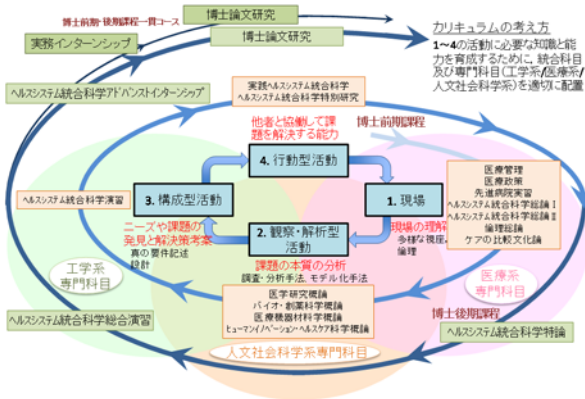 博士前期・後期課程一貫コース
博士論文研究
実務インターンシップ
博士論文研究
カリキュラムの考え方
1~4の活動に必要な知識と能
力を育成するために、統合科目
及び専門科目(工学系/医療系/
人文社会科学系)を適切に配置
ヘルスシステム統合科学アドバンストインターンシップ
実践ヘルスシステム統合科学
ヘルスシステム統合科学特別研究
他者と協働して課
題を解決する能力
博士前期課程
4. 行動型活動
3. 構成型活動
1. 現場
医療管理
医療政策
先進病院実習
ヘルスシステム統合科学総論Ⅰ
ヘルスシステム統合科学総論Ⅱ
倫理総論
ケアの比較文化論
ヘルスシステム統合科学演習
ニーズや課題の
発見と解決策考案
真の要件記述
設計
2. 観察・解析型
活動
現場の理解
多様な視座、
倫理
課題の本質の分析
調査・分析手法、モデル化手法
工学系
専門科目
医療系
専門科目
医学研究概論
バイオ・創薬科学概論
医療機器材料学概論
ヒューマンイノベーション・ヘルスケア科学概論
博士後期課程
ヘルスシステム統合科学総合演習
ヘルスシステム統合科学特論
人文社会科学系専門科目